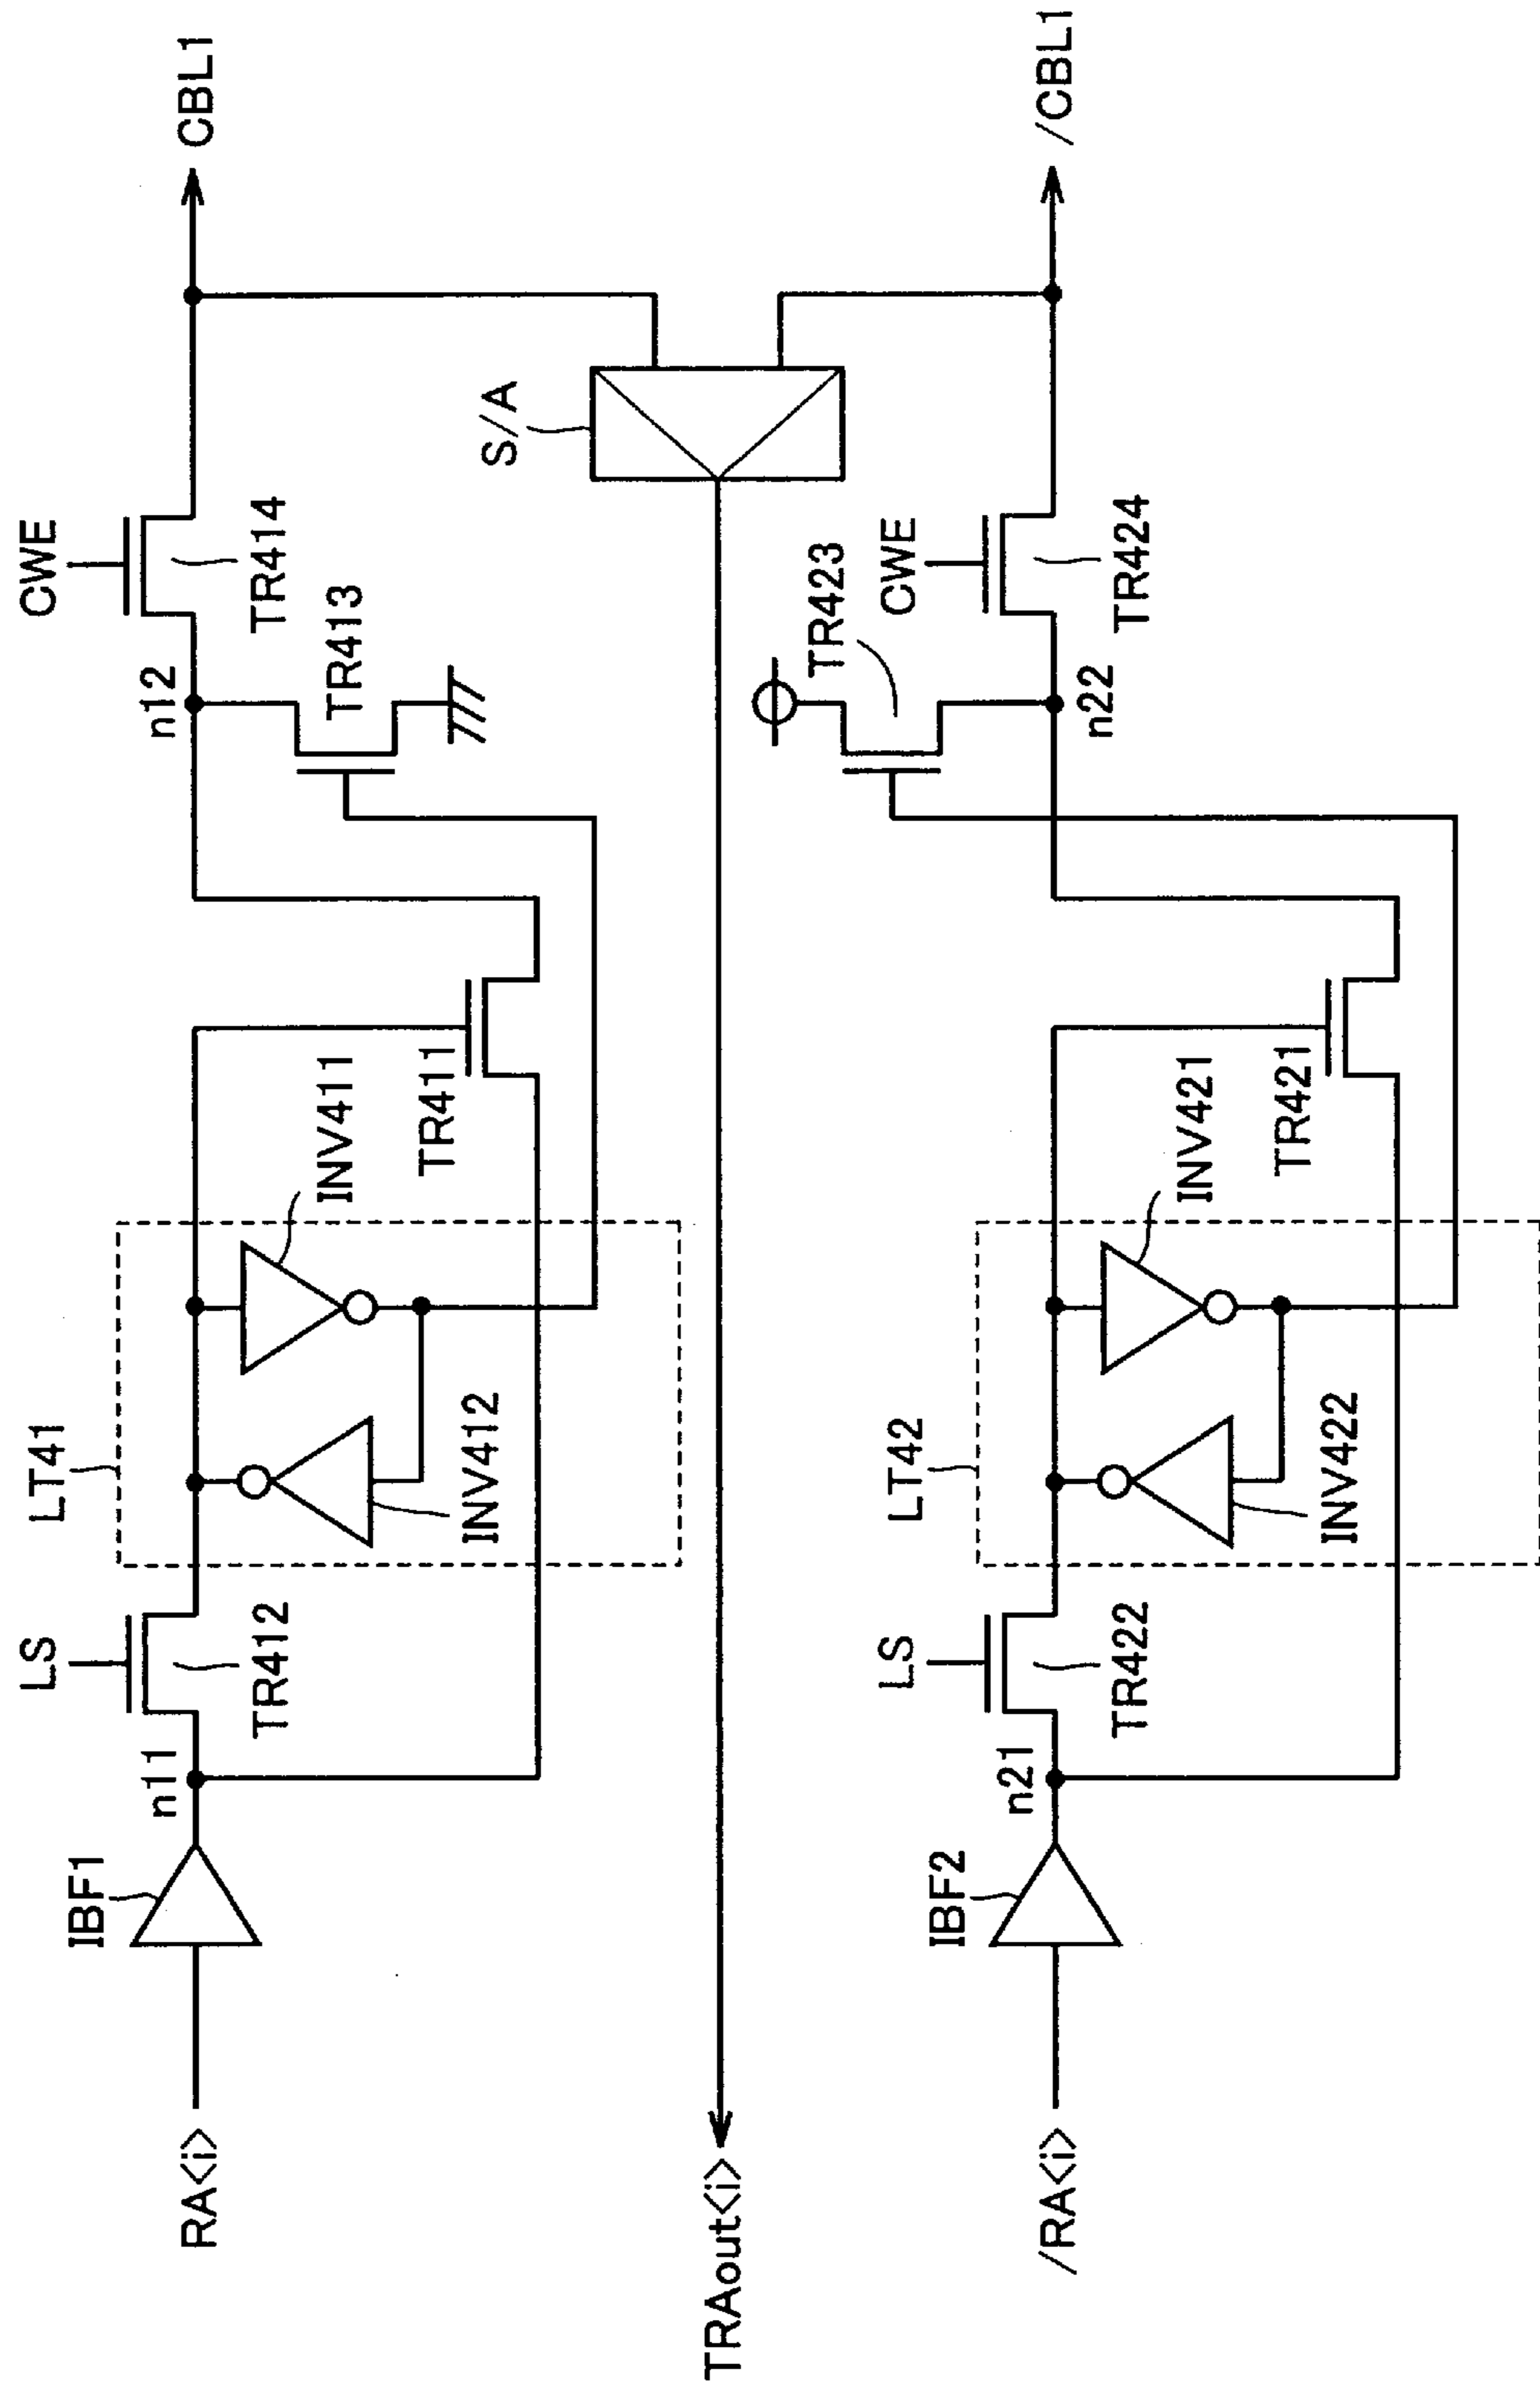 RA<i>
IBF1
n11
LS
TR412
LT41
INV412
INV411
TR411
n12
TR413
CWE
TR414
CBL1
TRAout<i>
S/A
/RA<i>
IBF2
n21
LS
TR422
LT42
INV422
INV421
TR421
TR423
n22
CWE
TR424
/CBL1